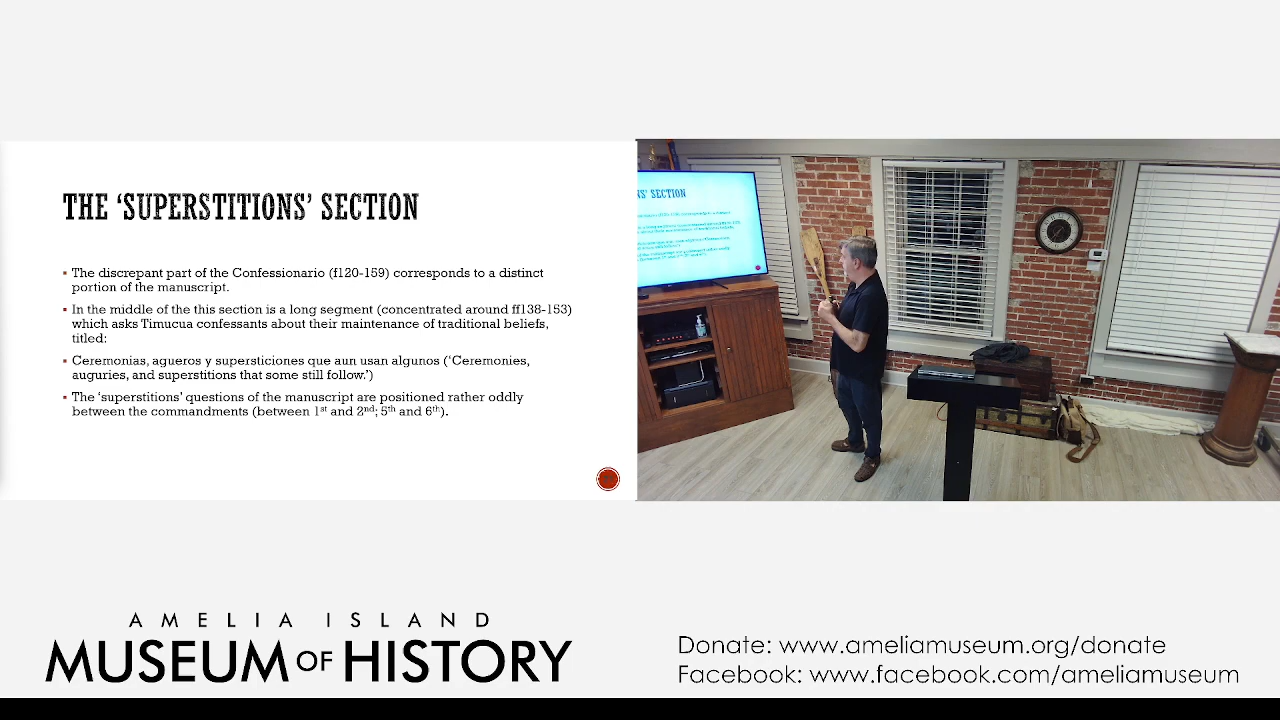 THE ‘SUPERSTITIONS’ SECTION
▪ The discrepant part of the Confessionario (f120-159) corresponds to a distinct
portion of the manuscript.
▪ In the middle of the this section is a long segment (concentrated around ff138-153)
which asks Timucua confessants about their maintenance of traditional beliefs,
titled:
▪ Ceremonias, agueros y supersticiones que aun usan algunos (‘Ceremonies,
auguries, and superstitions that some still follow.’)
▪ The ‘superstitions’ questions of the manuscript are positioned rather oddly
between the commandments (between 1st and 2nd; 5th and 6th).
NS’ SECTION
AMELIA ISLAND
MUSEUM OF HISTORY
Donate: www.ameliamuseum.org/donate
Facebook: www.facebook.com/ameliamuseum